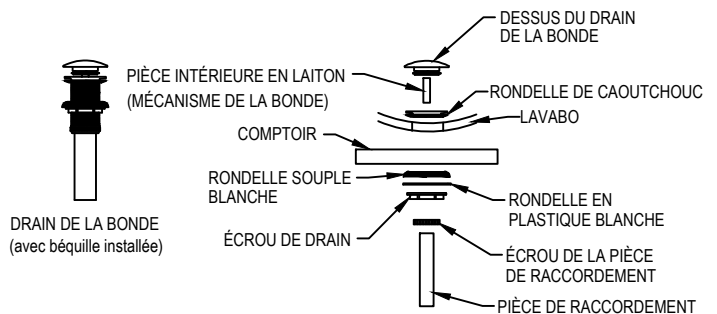 DESSUS DU DRAIN
DE LA BONDE
PIÈCE INTÉRIEURE EN LAITON
(MÉCANISME DE LA BONDE)
RONDELLE DE CAOUTCHOUC
LAVABO
COMPTOIR
RONDELLE SOUPLE
BLANCHE
RONDELLE EN
PLASTIQUE BLANCHE
DRAIN DE LA BONDE
(avec béquille installée)
ÉCROU DE DRAIN
ÉCROU DE LA PIÈCE
DE RACCORDEMENT
PIÈCE DE RACCORDEMENT